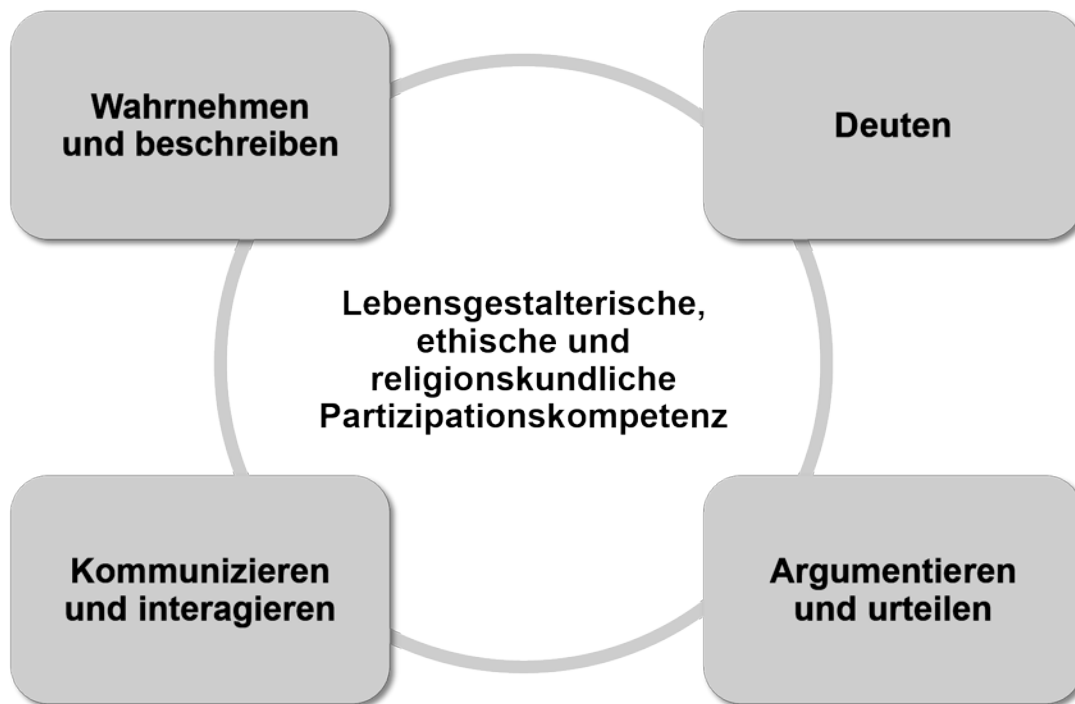 Wahrnehmen
und beschreiben
Deuten
Lebensgestalterische,
ethische und
religionskundliche
Partizipationskompetenz
Kommunizieren
und interagieren
Argumentieren
und urteilen